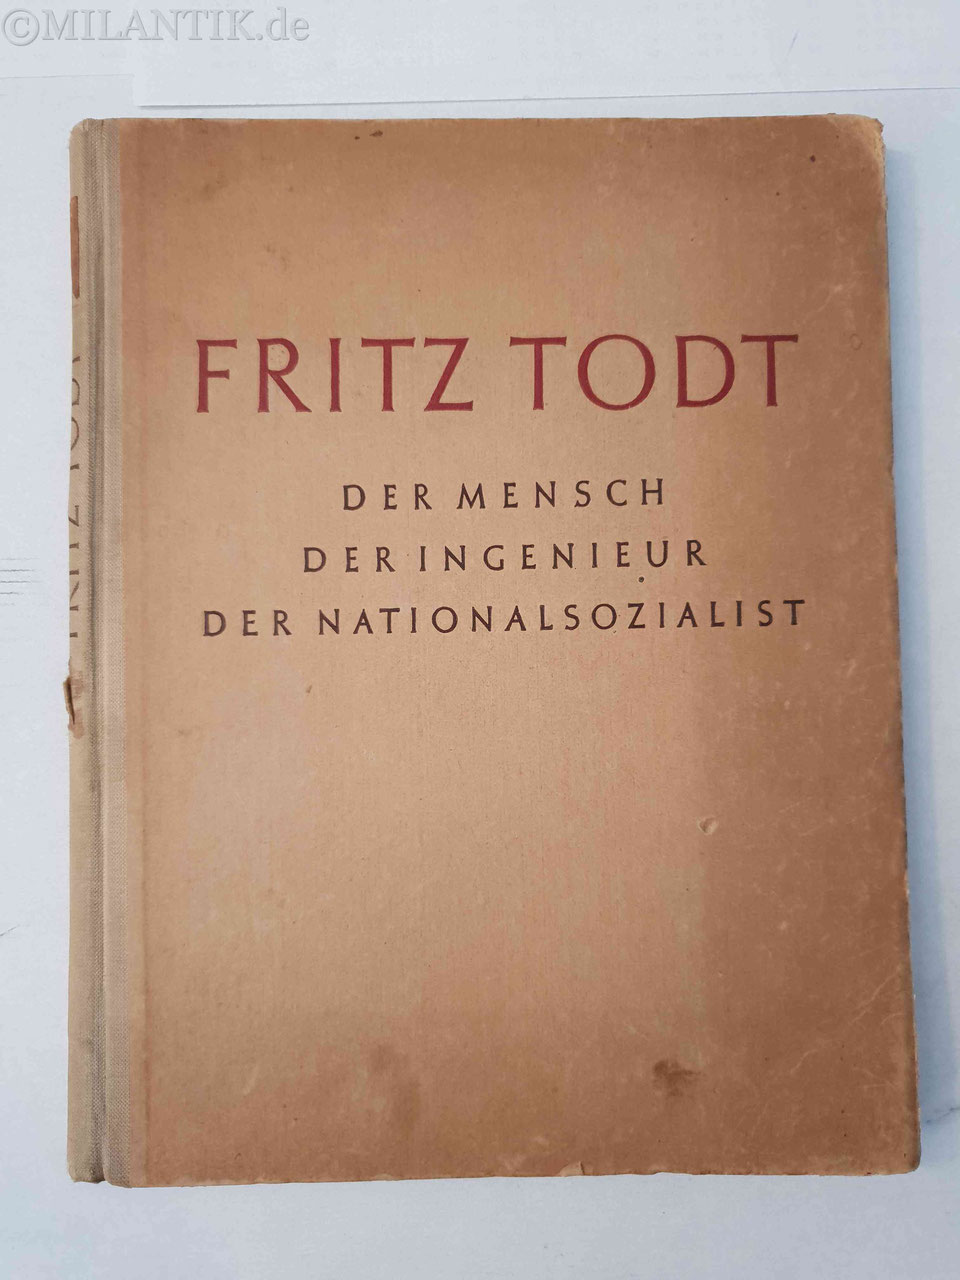 ©MILANTIK.de
FRITZ TODT
DER MENSCH
DER INGENIEUR
DER NATIONALSOZIALIST
FRITZ TODT